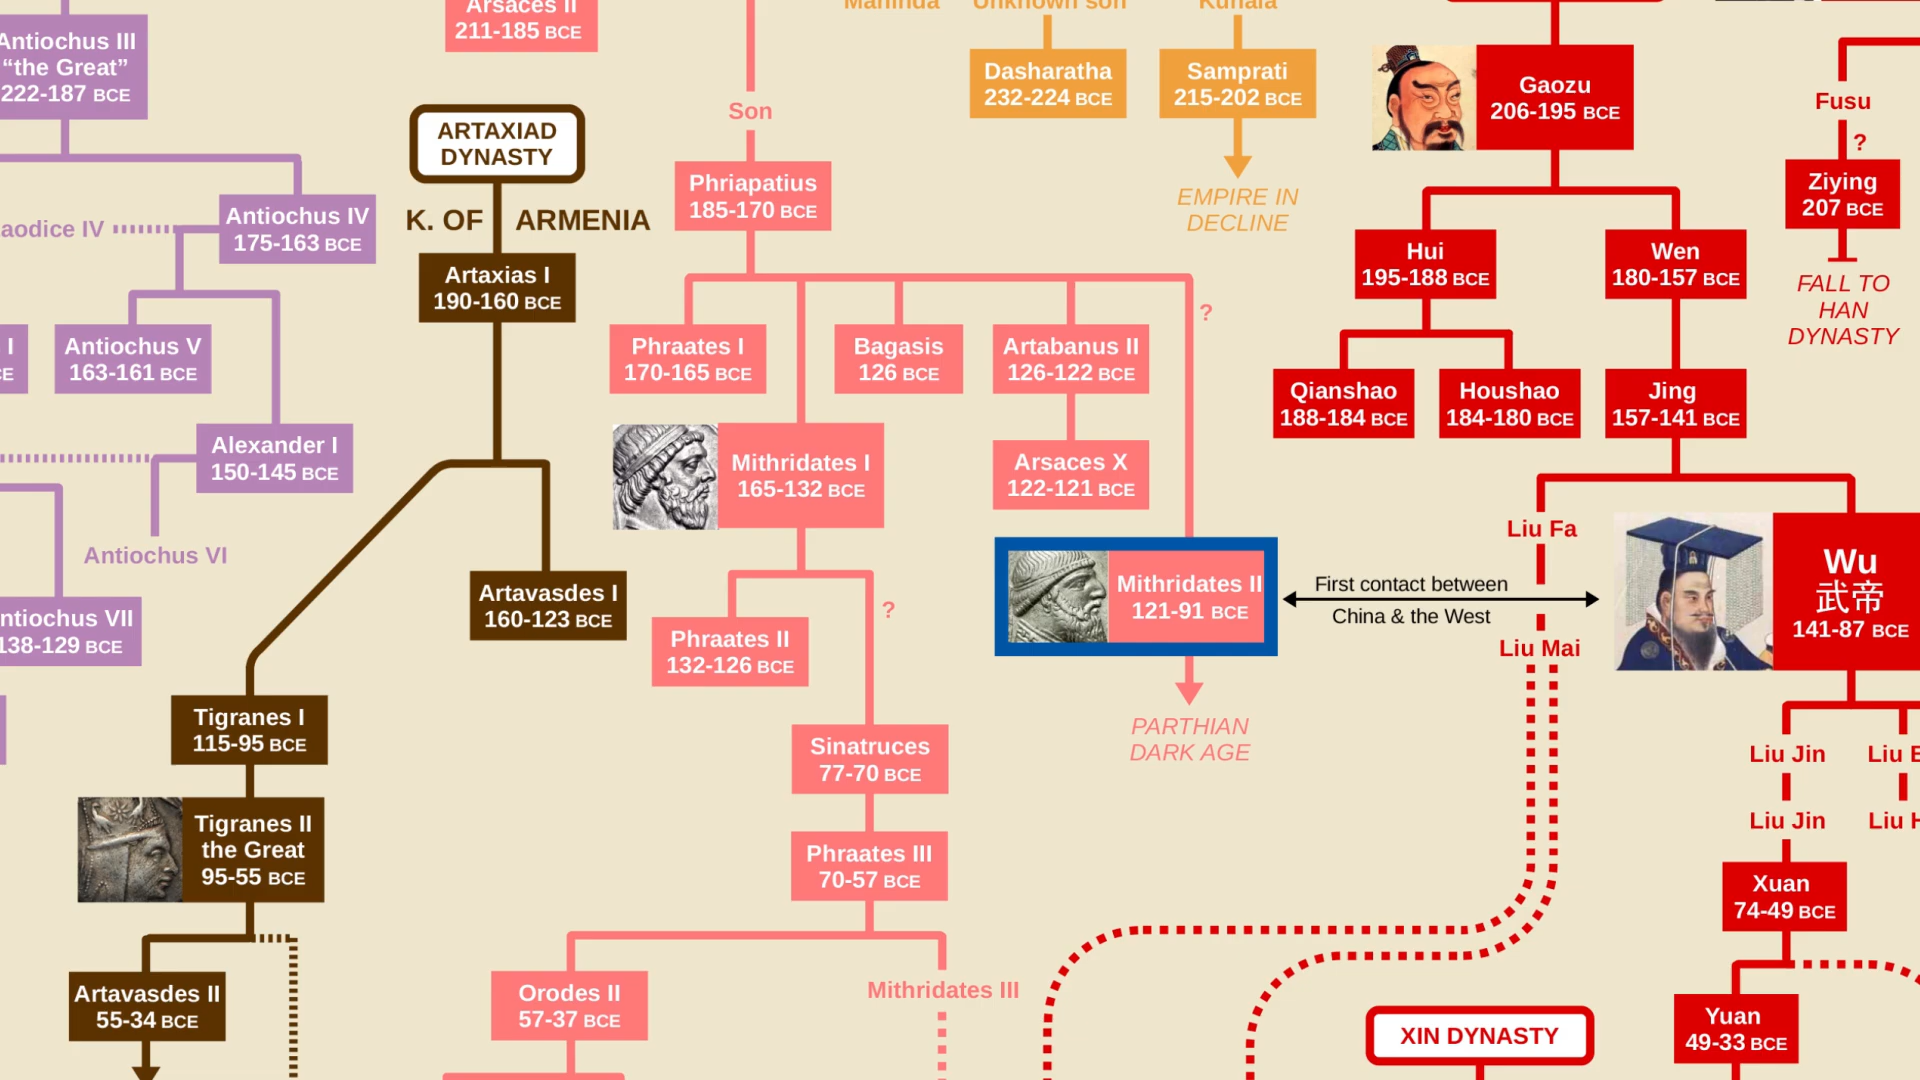 Arsaces II
211-185 BCE
Mahinda
Unknown son
Kunala
Antiochus III
“the Great”
222-187 BCE
Dasharatha
232-224 BCE
Samprati
215-202 BCE
Gaozu
206-195 BCE
Fusu
?
Son
ARTAXIAD
DYNASTY
Phriapatius
185-170 BCE
EMPIRE IN
DECLINE
Ziying
207 BCE
aodice IV
Antiochus IV
175-163 BCE
K. OF ARMENIA
Artaxias I
190-160 BCE
Hui
195-188 BCE
Wen
180-157 BCE
FALL TO
HAN
DYNASTY
?
I
CE
Antiochus V
163-161 BCE
Phraates I
170-165 BCE
Bagasis
126 BCE
Artabanus II
126-122 BCE
Qianshao
188-184 BCE
Houshao
184-180 BCE
Jing
157-141 BCE
Alexander I
150-145 BCE
Mithridates I
165-132 BCE
Arsaces X
122-121 BCE
Liu Fa
Antiochus VI
Artavasdes I
160-123 BCE
Mithridates II
121-91 BCE
First contact between
China & the West
Wu
武帝
141-87 BCE
ntiochus VII
138-129 BCE
Phraates II
132-126 BCE
?
Liu Mai
Tigranes I
115-95 BCE
Sinatruces
77-70 BCE
PARTHIAN
DARK AGE
Liu Jin
Liu
Tigranes II
the Great
95-55 BCE
Phraates III
70-57 BCE
Liu Jin
Liu
Xuan
74-49 BCE
Artavasdes II
55-34 BCE
Orodes II
57-37 BCE
Mithridates III
XIN DYNASTY
Yuan
49-33 BCE